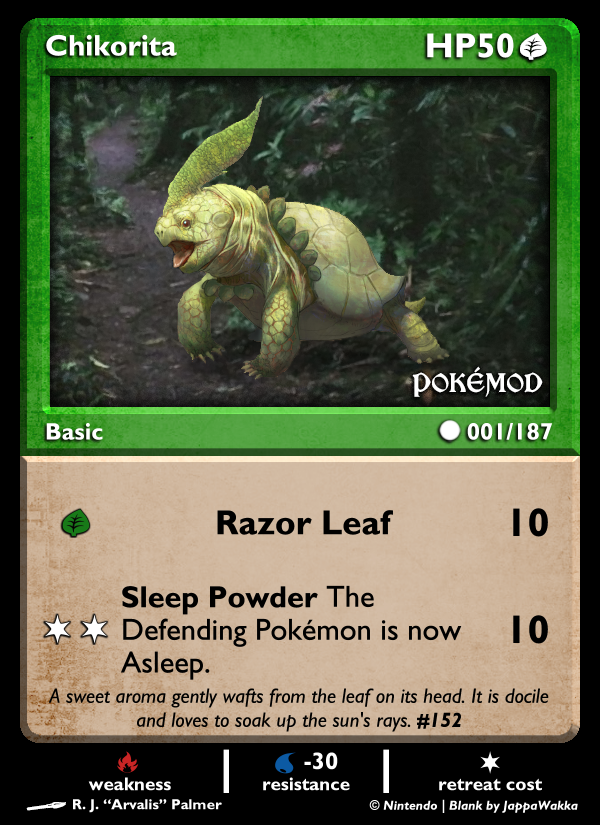 Chikorita
HP50
POKÉMOD
Basic
001/187
Razor Leaf
10
Sleep Powder The
Defending Pokémon is now
Asleep.
10
A sweet aroma gently wafts from the leaf on its head. It is docile
and loves to soak up the sun's rays. #152
weakness
-30
resistance
retreat cost
R. J. “Arvalis” Palmer
© Nintendo | Blank by JappaWakka